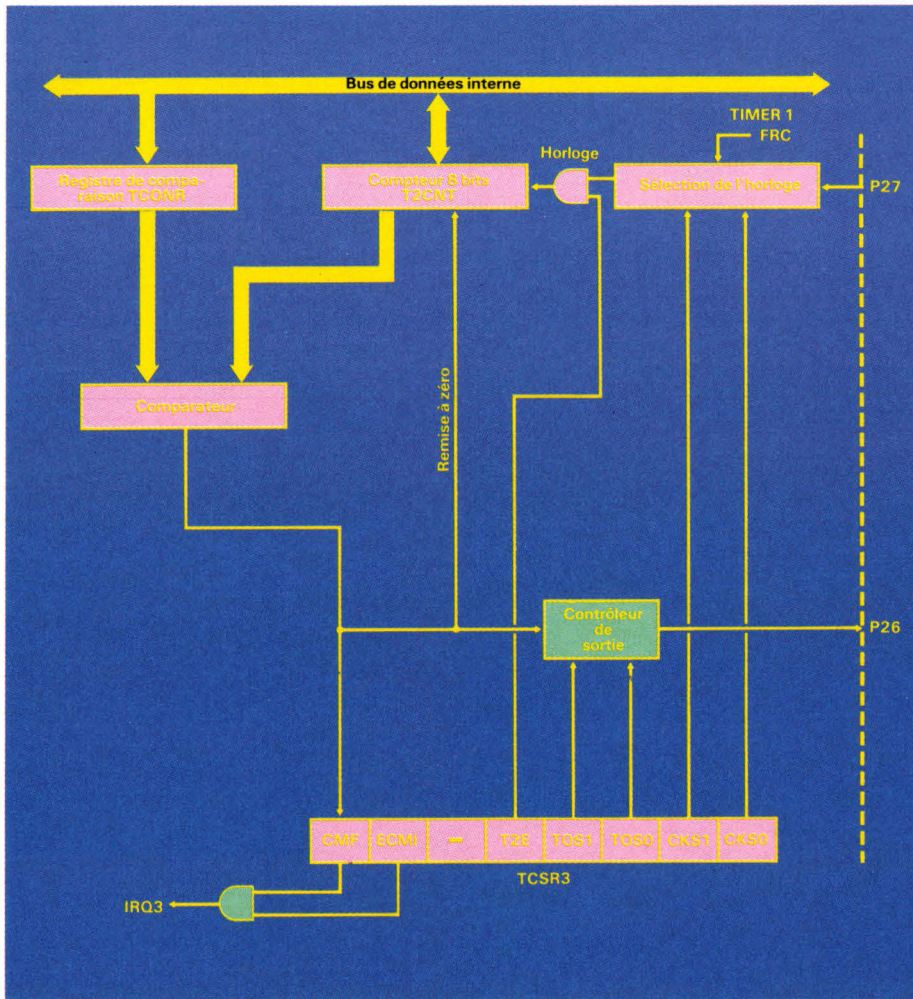 Bus de données interne
TIMER 1
FRC
Horloge
Registre de compa-
raison TCONR
Compteur 8 bits
T2CNT
Sélection de l'horloge
P27
Comparateur
Remise à zéro
Contrôleur
de
sortie
P26
CMF ECMI – T2E TOS1 TOS0 CKS1 CKS0
TCSR3
IRQ3